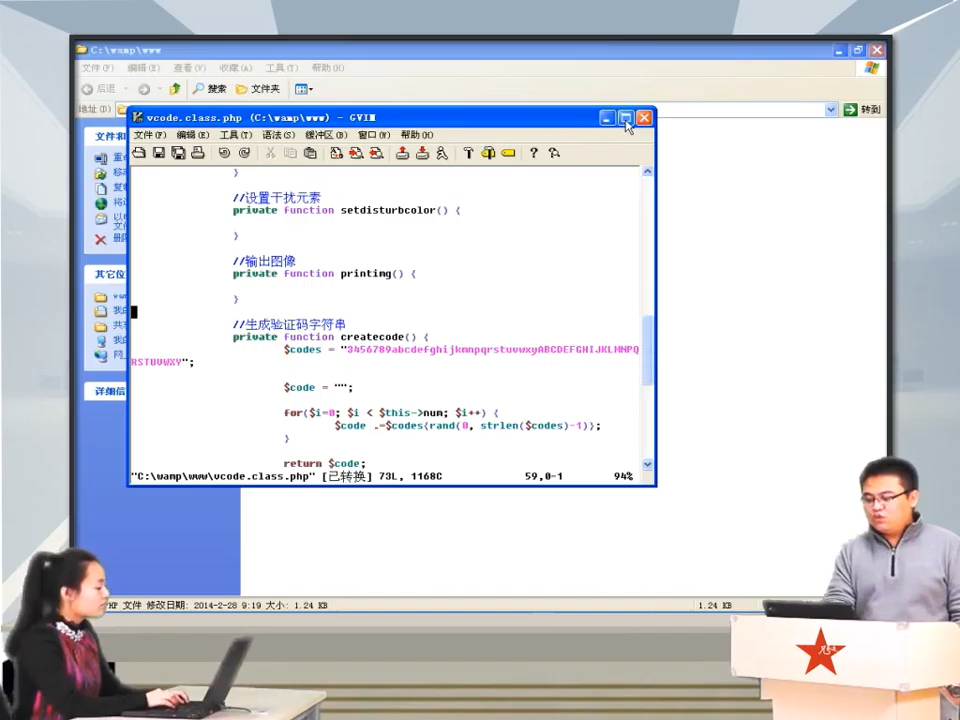 C:\wamp\www
文件(F) 编辑(E) 查看(V) 收藏(A) 工具(T) 帮助(H)
后退 搜索 文件夹
地址(D) 转到
文件和
其它位
详细信
vcode.class.php (C:\wamp\www) - GVIM
文件(F) 编辑(E) 工具(T) 语法(S) 缓冲区(B) 窗口(W) 帮助(H)
}
//设置干扰元素
private function setdisturbcolor() {
}
//输出图像
private function printimg() {
}
//生成验证码字符串
private function createcode() {
$codes = "3456789abcdefghijkmnpqrstuvwxyABCDEFGHIJKLMNPQ
RSTUVWXY";
$code = "";
for($i=0; $i < $this->num; $i++) {
$code .=$codes{rand(0, strlen($codes)-1)};
}
return $code;
"C:\wamp\www\vcode.class.php" [已转换] 73L, 1168C 59,0-1 94%
HP 文件 修改日期: 2014-2-28 9:19 大小: 1.24 KB 1.24 KB